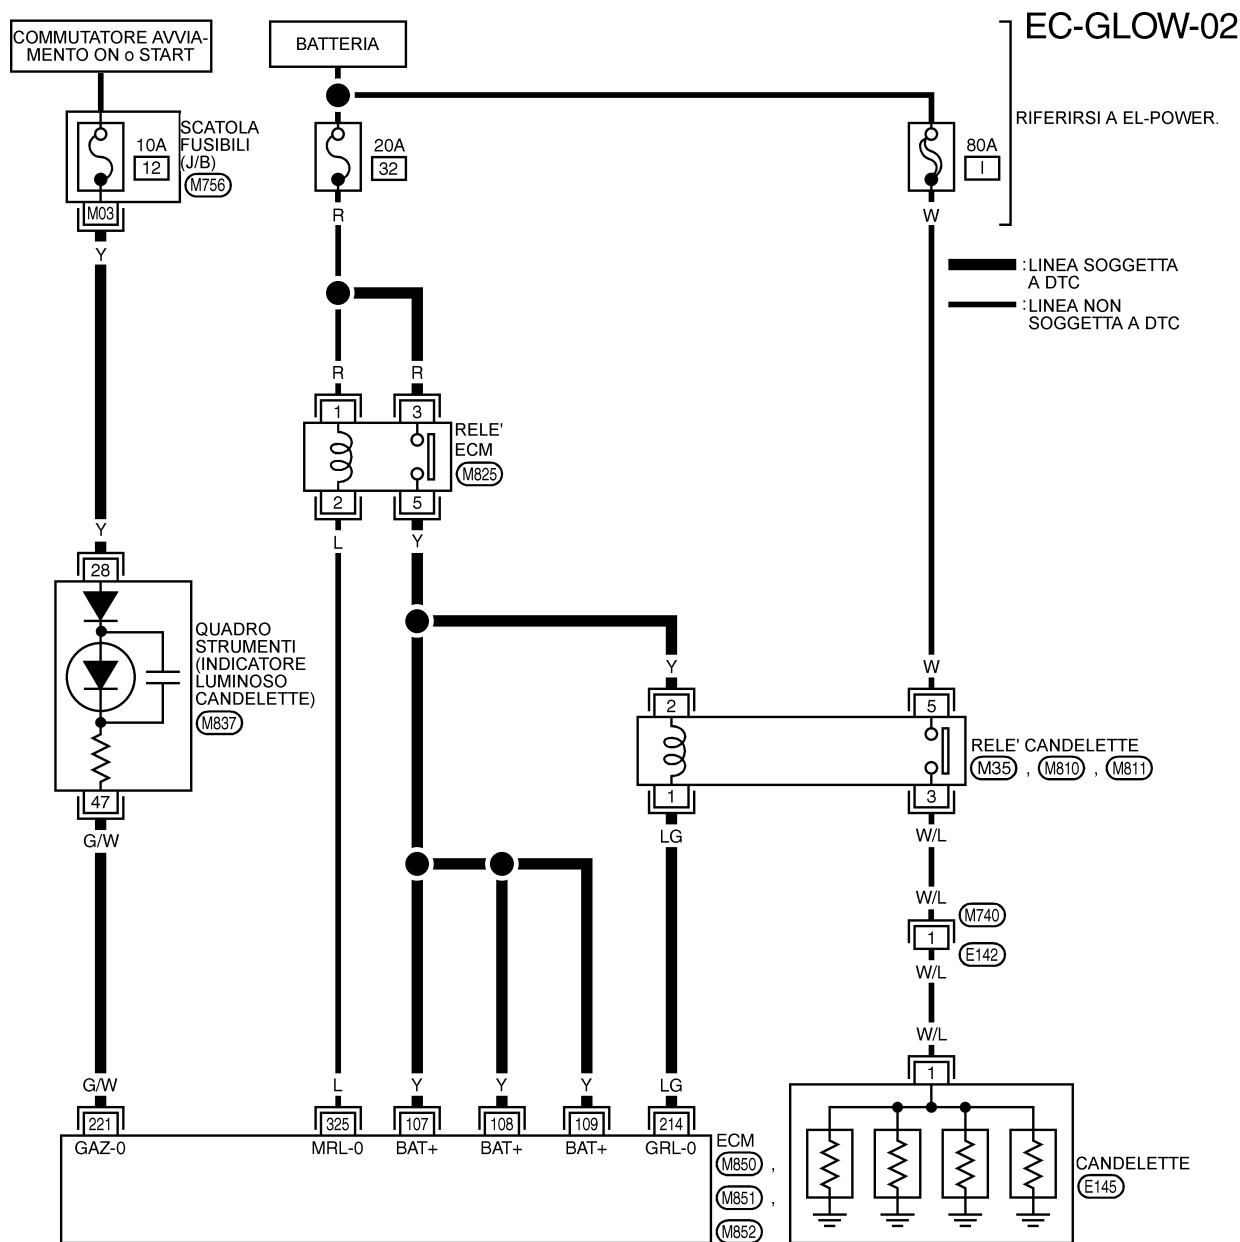 EC-GLOW-02
COMMUTATORE AVVIA-
MENTO ON o START
BATTERIA
RIFERIRSI A EL-POWER.
10A
12
SCATOLA
FUSIBILI
(J/B)
M756
20A
32
80A
I
M03
R
W
Y
:LINEA SOGGETTA
A DTC
:LINEA NON
SOGGETTA A DTC
R
R
1
3
RELE'
ECM
M825
2
5
Y
L
Y
28
QUADRO
STRUMENTI
(INDICATORE
LUMINOSO
CANDELETTE)
M837
Y
W
2
5
RELE' CANDELETTE
M35 , M810 , M811
1
3
47
G/W
LG
W/L
W/L
M740
1
E142
W/L
W/L
1
G/W
L
Y
Y
Y
LG
221
325
107
108
109
214
GAZ-0
MRL-0
BAT+
BAT+
BAT+
GRL-0
ECM
M850 ,
M851 ,
M852
CANDELETTE
E145